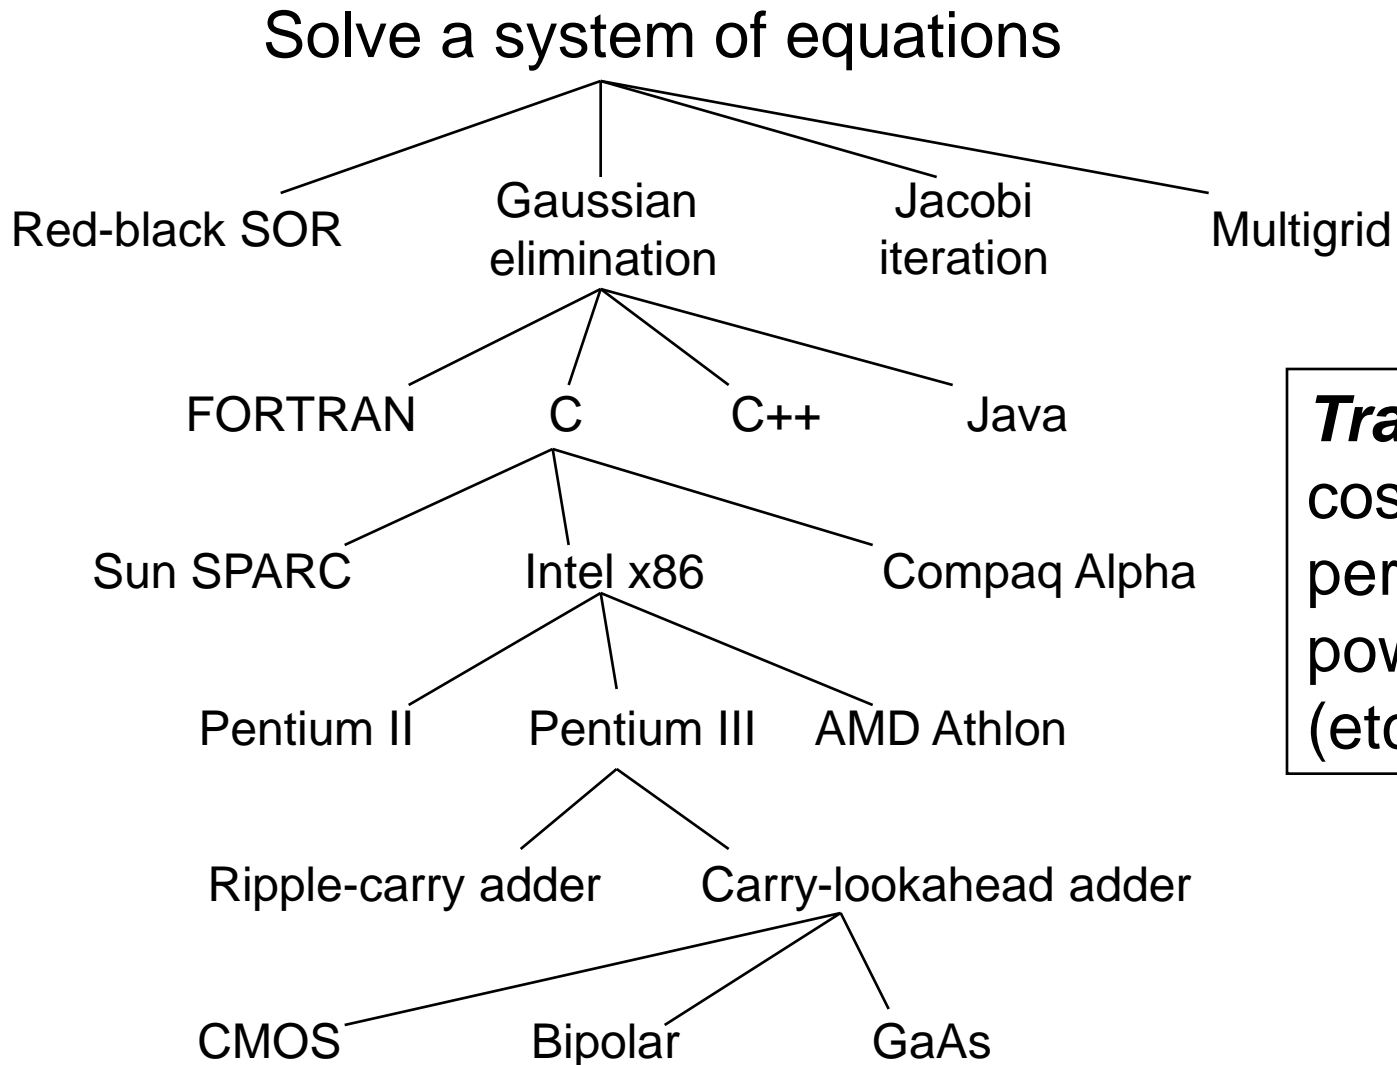 Solve a system of equations
Red-black SOR
Gaussian
elimination
Jacobi
iteration
Multigrid
FORTRAN
C
C++
Java
Sun SPARC
Intel x86
Compaq Alpha
Pentium II
Pentium III
AMD Athlon
Ripple-carry adder
Carry-lookahead adder
CMOS
Bipolar
GaAs